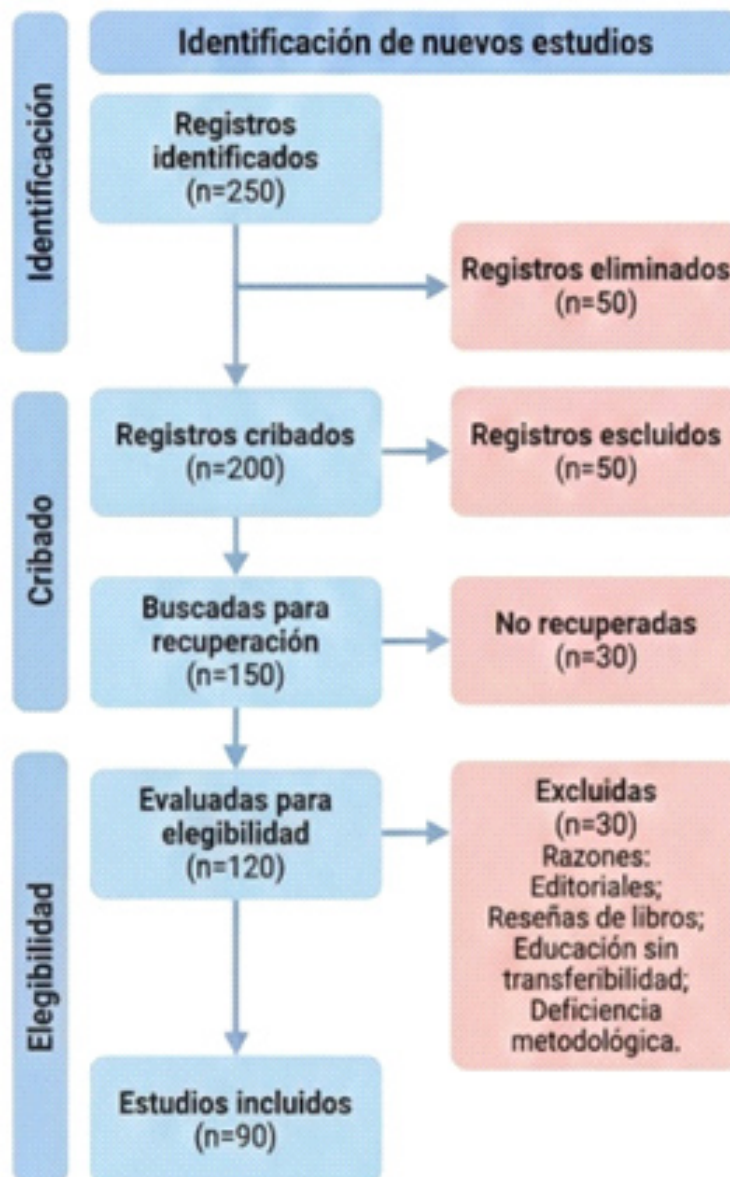 Identificación de nuevos estudios
Identificación
Registros
identificados
(n=250)
Registros eliminados
(n=50)
Cribado
Registros cribados
(n=200)
Registros escluidos
(n=50)
Buscadas para
recuperación
(n=150)
No recuperadas
(n=30)
Elegibilidad
Evaluadas para
elegibilidad
(n=120)
Excluidas
(n=30)
Razones:
Editoriales;
Reseñas de libros;
Educación sin
transferibilidad;
Deficiencia
metodológica.
Estudios incluidos
(n=90)